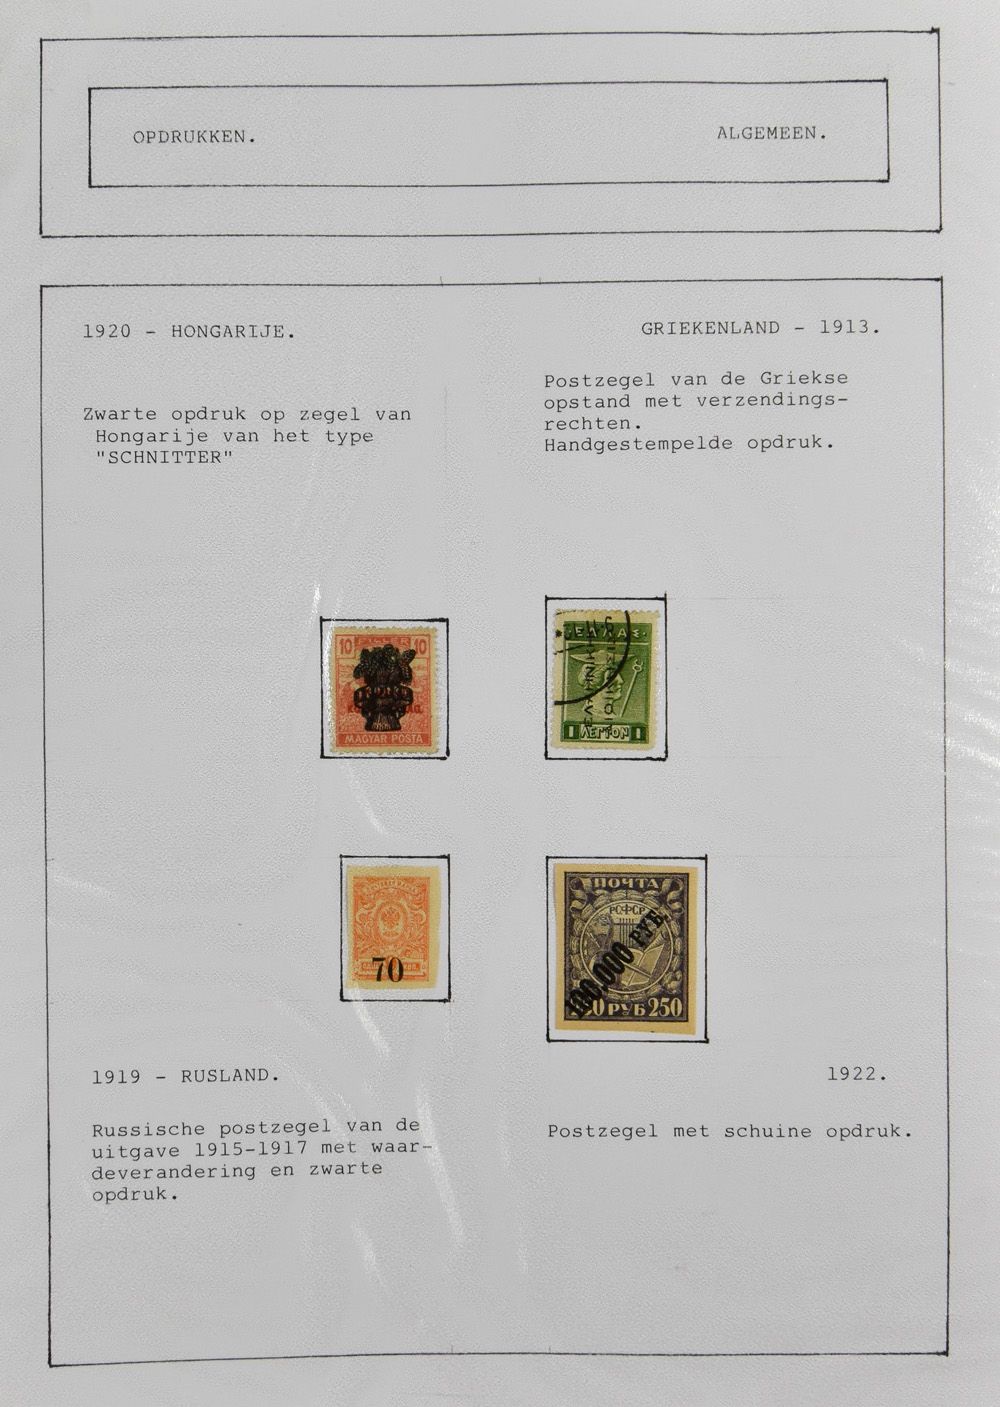 OPDRUKKEN.
ALGEMEEN.
1920 - HONGARIJE.
Zwarte opdruk op zegel van
Hongarije van het type
"SCHNITTER"
GRIEKENLAND - 1913.
Postzegel van de Griekse
opstand met verzendings-
rechten.
Handgestempelde opdruk.
10 FILLER 10
MAGYAR POSTA
ΕΛΛΑΣ.
1 ΛΕΠΤΟΝ 1
70
ПОЧТА
РСФСР
100,000 РУБ.
250 РУБ 250
1919 - RUSLAND.
Russische postzegel van de
uitgave 1915-1917 met waar-
deverandering en zwarte
opdruk.
1922.
Postzegel met schuine opdruk.